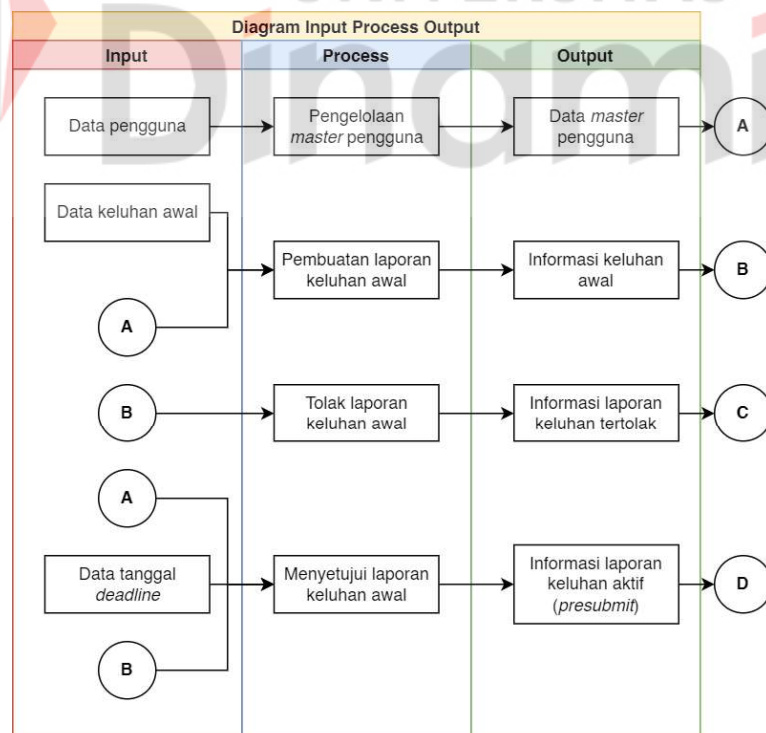 Diagram Input Process Output
Input
Process
Output
Data pengguna
Pengelolaan
master pengguna
Data master
pengguna
A
Data keluhan awal
A
Pembuatan laporan
keluhan awal
Informasi keluhan
awal
B
B
Tolak laporan
keluhan awal
Informasi laporan
keluhan tertolak
C
A
Data tanggal
deadline
B
Menyetujui laporan
keluhan awal
Informasi laporan
keluhan aktif
(presubmit)
D